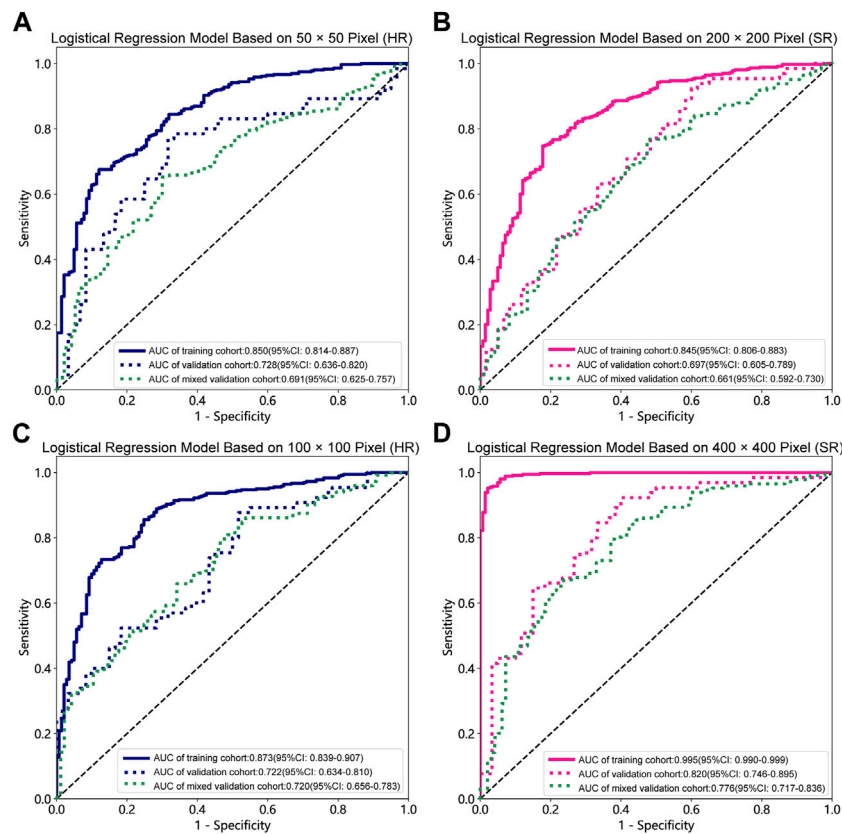 A
Logistical Regression Model Based on 50 × 50 Pixel (HR)
1.0
0.8
0.6
0.4
0.2
0.0
Sensitivity
AUC of training cohort:0.850(95%CI: 0.814-0.887)
AUC of validation cohort:0.728(95%CI: 0.636-0.820)
AUC of mixed validation cohort:0.691(95%CI: 0.625-0.757)
0.0 0.2 0.4 0.6 0.8 1.0
1 - Specificity
B
Logistical Regression Model Based on 200 × 200 Pixel (SR)
1.0
0.8
0.6
0.4
0.2
0.0
Sensitivity
AUC of training cohort:0.845(95%CI: 0.806-0.883)
AUC of validation cohort:0.697(95%CI: 0.605-0.789)
AUC of mixed validation cohort:0.661(95%CI: 0.592-0.730)
0.0 0.2 0.4 0.6 0.8 1.0
1 - Specificity
C
Logistical Regression Model Based on 100 × 100 Pixel (HR)
1.0
0.8
0.6
0.4
0.2
0.0
Sensitivity
AUC of training cohort:0.873(95%CI: 0.839-0.907)
AUC of validation cohort:0.722(95%CI: 0.634-0.810)
AUC of mixed validation cohort:0.720(95%CI: 0.656-0.783)
0.0 0.2 0.4 0.6 0.8 1.0
1 - Specificity
D
Logistical Regression Model Based on 400 × 400 Pixel (SR)
1.0
0.8
0.6
0.4
0.2
0.0
Sensitivity
AUC of training cohort:0.995(95%CI: 0.990-0.999)
AUC of validation cohort:0.820(95%CI: 0.746-0.895)
AUC of mixed validation cohort:0.776(95%CI: 0.717-0.836)
0.0 0.2 0.4 0.6 0.8 1.0
1 - Specificity